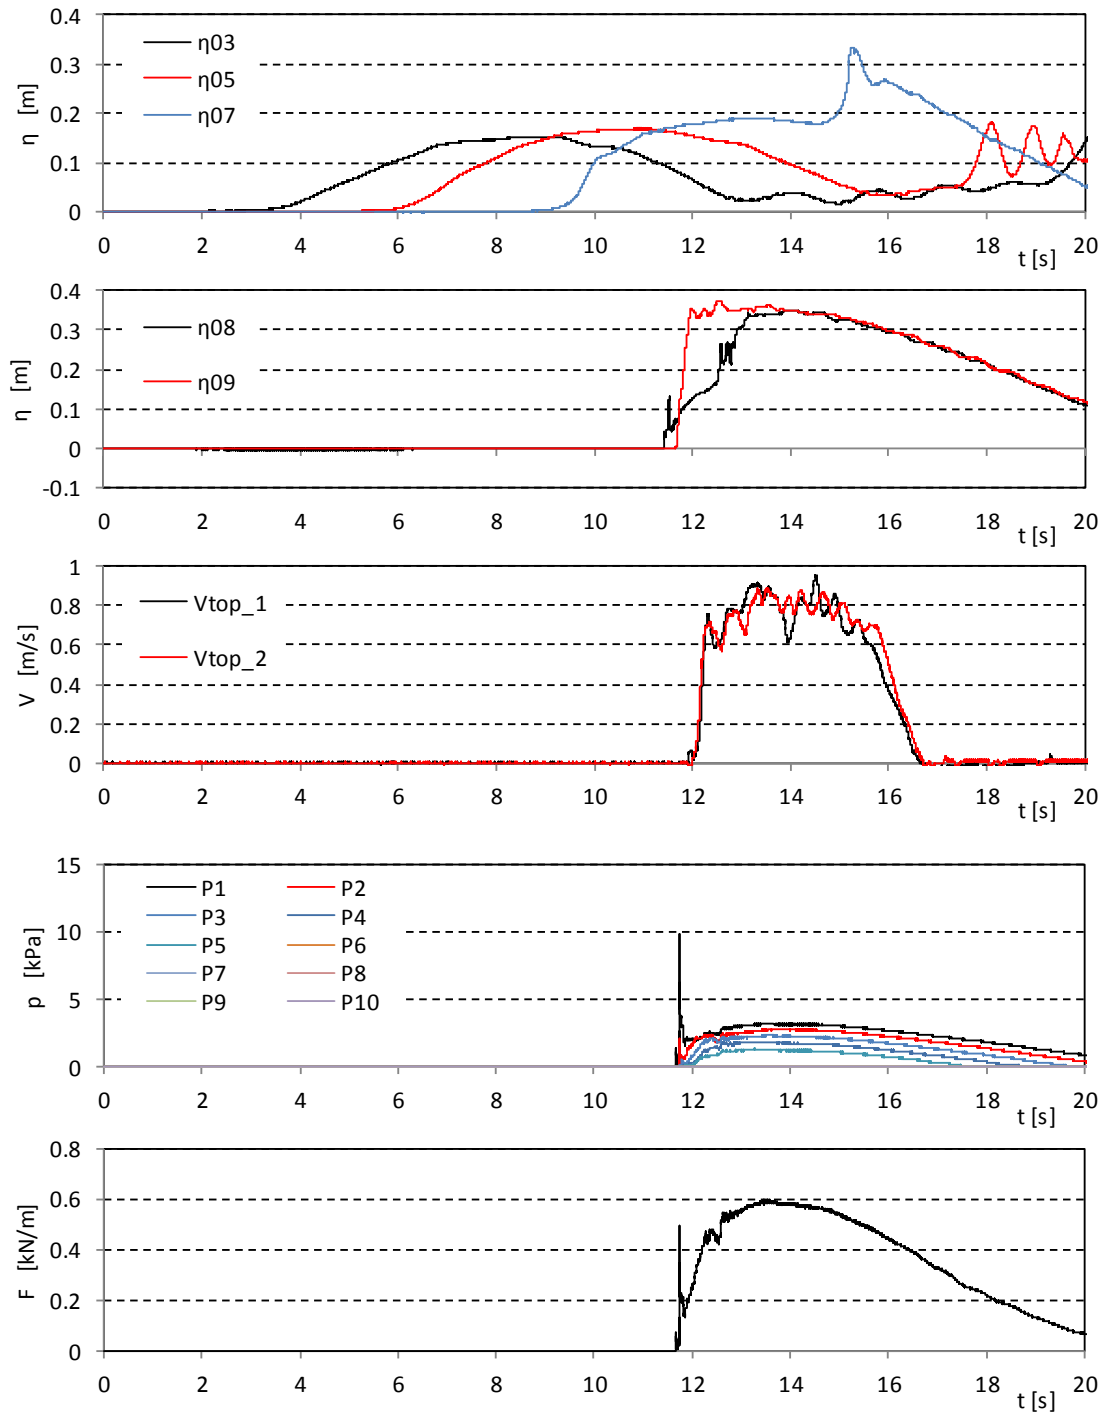 0.4
0.3
0.2
0.1
0
η [m]
η03
η05
η07
0 2 4 6 8 10 12 14 16 18 20
t [s]
0.4
0.3
0.2
0.1
0
-0.1
η [m]
η08
η09
0 2 4 6 8 10 12 14 16 18 20
t [s]
1
0.8
0.6
0.4
0.2
0
V [m/s]
Vtop_1
Vtop_2
0 2 4 6 8 10 12 14 16 18 20
t [s]
15
10
5
0
p [kPa]
P1 P2
P3 P4
P5 P6
P7 P8
P9 P10
0 2 4 6 8 10 12 14 16 18 20
t [s]
0.8
0.6
0.4
0.2
0
F [kN/m]
0 2 4 6 8 10 12 14 16 18 20
t [s]